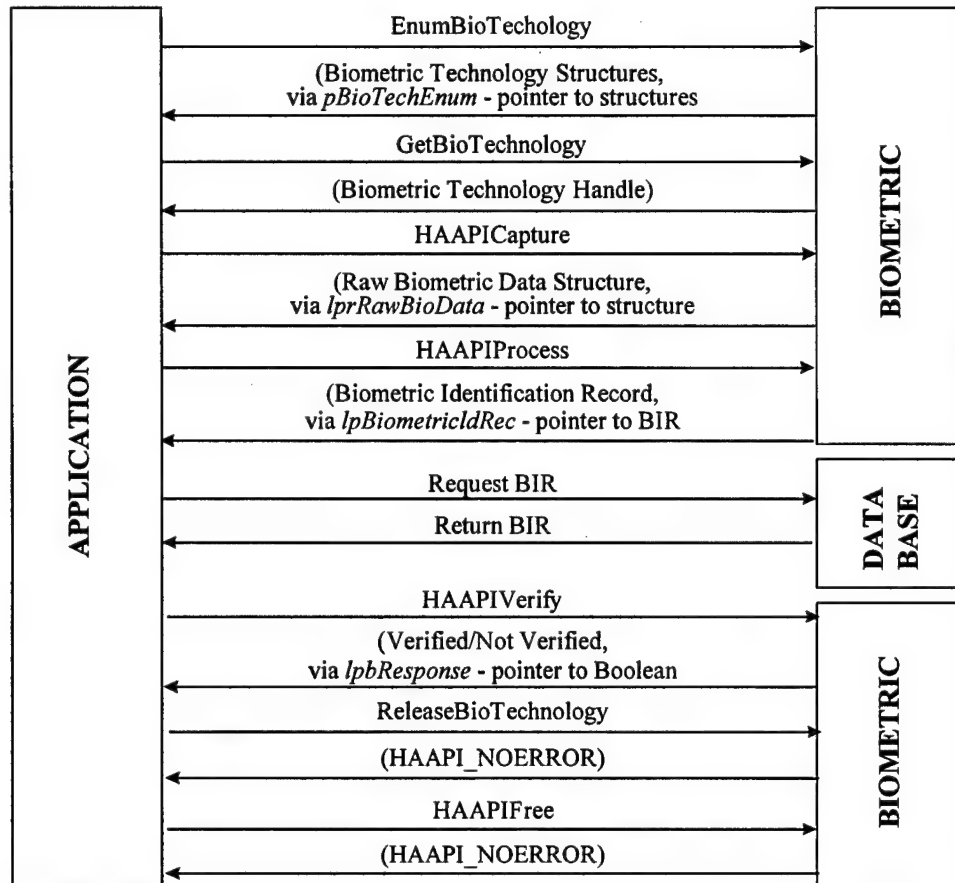 EnumBioTechology
(Biometric Technology Structures,
via pBioTechEnum - pointer to structures
GetBioTechnology
(Biometric Technology Handle)
HAAPICapture
(Raw Biometric Data Structure,
via lprRawBioData - pointer to structure
HAAPIProcess
(Biometric Identification Record,
via lpBiometricIdRec - pointer to BIR
BIOMETRIC
APPLICATION
Request BIR
Return BIR
DATA
BASE
HAAPIVerify
(Verified/Not Verified,
via lpbResponse - pointer to Boolean
ReleaseBioTechnology
(HAAPI_NOERROR)
HAAPIFree
(HAAPI_NOERROR)
BIOMETRIC